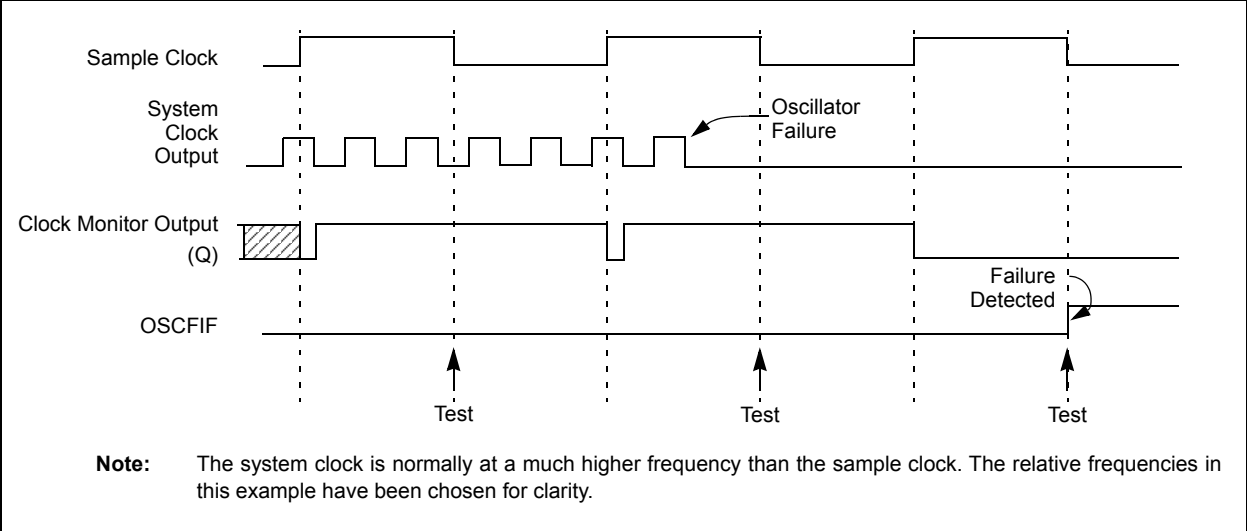 Sample Clock
System
Clock
Output
Oscillator
Failure
Clock Monitor Output
(Q)
Failure
Detected
OSCFIF
Test
Test
Test
Note: The system clock is normally at a much higher frequency than the sample clock. The relative frequencies in
this example have been chosen for clarity.